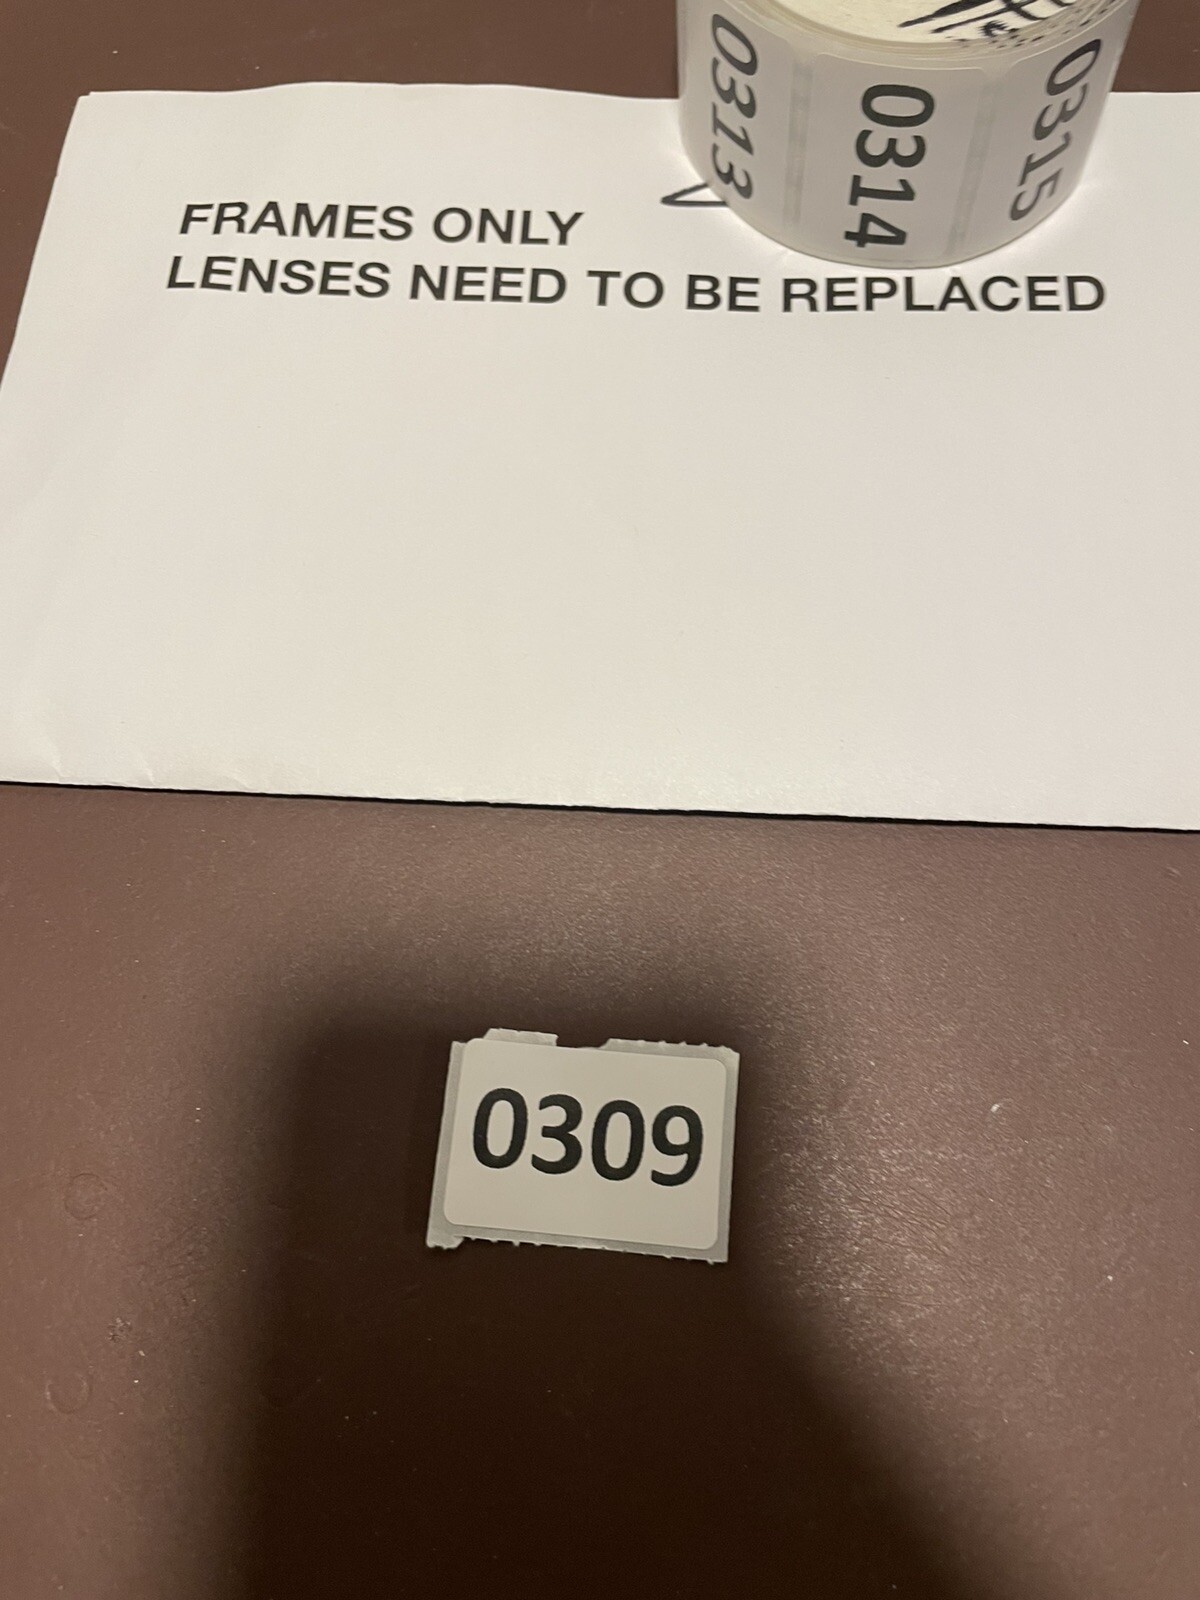 0313
0314
0315
FRAMES ONLY
LENSES NEED TO BE REPLACED
0309